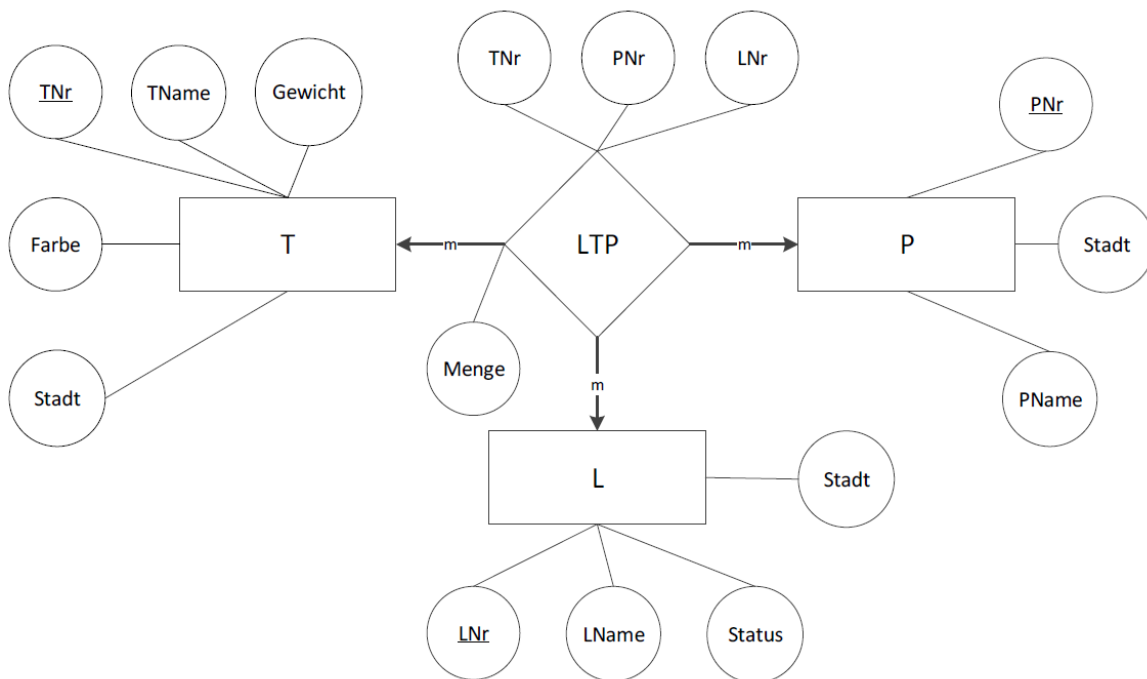 TNr PNr LNr
TNr TName Gewicht
PNr
Farbe T m LTP m P Stadt
Menge
m
Stadt
PName
L Stadt
LNr LName Status